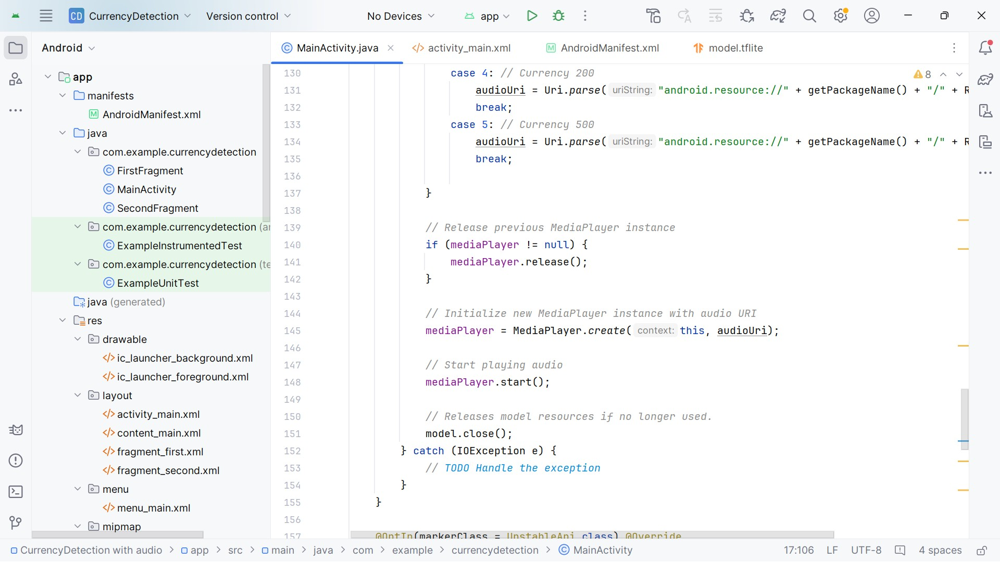 CD CurrencyDetection Version control No Devices app
Android
MainActivity.java activity_main.xml AndroidManifest.xml model.tflite
app
manifests
AndroidManifest.xml
java
com.example.currencydetection
FirstFragment
MainActivity
SecondFragment
com.example.currencydetection (ar
ExampleInstrumentedTest
com.example.currencydetection (te
ExampleUnitTest
java (generated)
res
drawable
ic_launcher_background.xml
ic_launcher_foreground.xml
layout
activity_main.xml
content_main.xml
fragment_first.xml
fragment_second.xml
menu
menu_main.xml
mipmap
8
130 case 4: // Currency 200
131 audioUri = Uri.parse( uriString: "android.resource://" + getPackageName() + "/" + R
132 break;
133 case 5: // Currency 500
134 audioUri = Uri.parse( uriString: "android.resource://" + getPackageName() + "/" + R
135 break;
136
137 }
138
139 // Release previous MediaPlayer instance
140 if (mediaPlayer != null) {
141 mediaPlayer.release();
142 }
143
144 // Initialize new MediaPlayer instance with audio URI
145 mediaPlayer = MediaPlayer.create( context: this, audioUri);
146
147 // Start playing audio
148 mediaPlayer.start();
149
150 // Releases model resources if no longer used.
151 model.close();
152 } catch (IOException e) {
153 // TODO Handle the exception
154 }
155 }
156
157 @OptIn(markerClass = UnstableApi.class) @Override
CurrencyDetection with audio > app > src > main > java > com > example > currencydetection > MainActivity 17:106 LF UTF-8 4 spaces